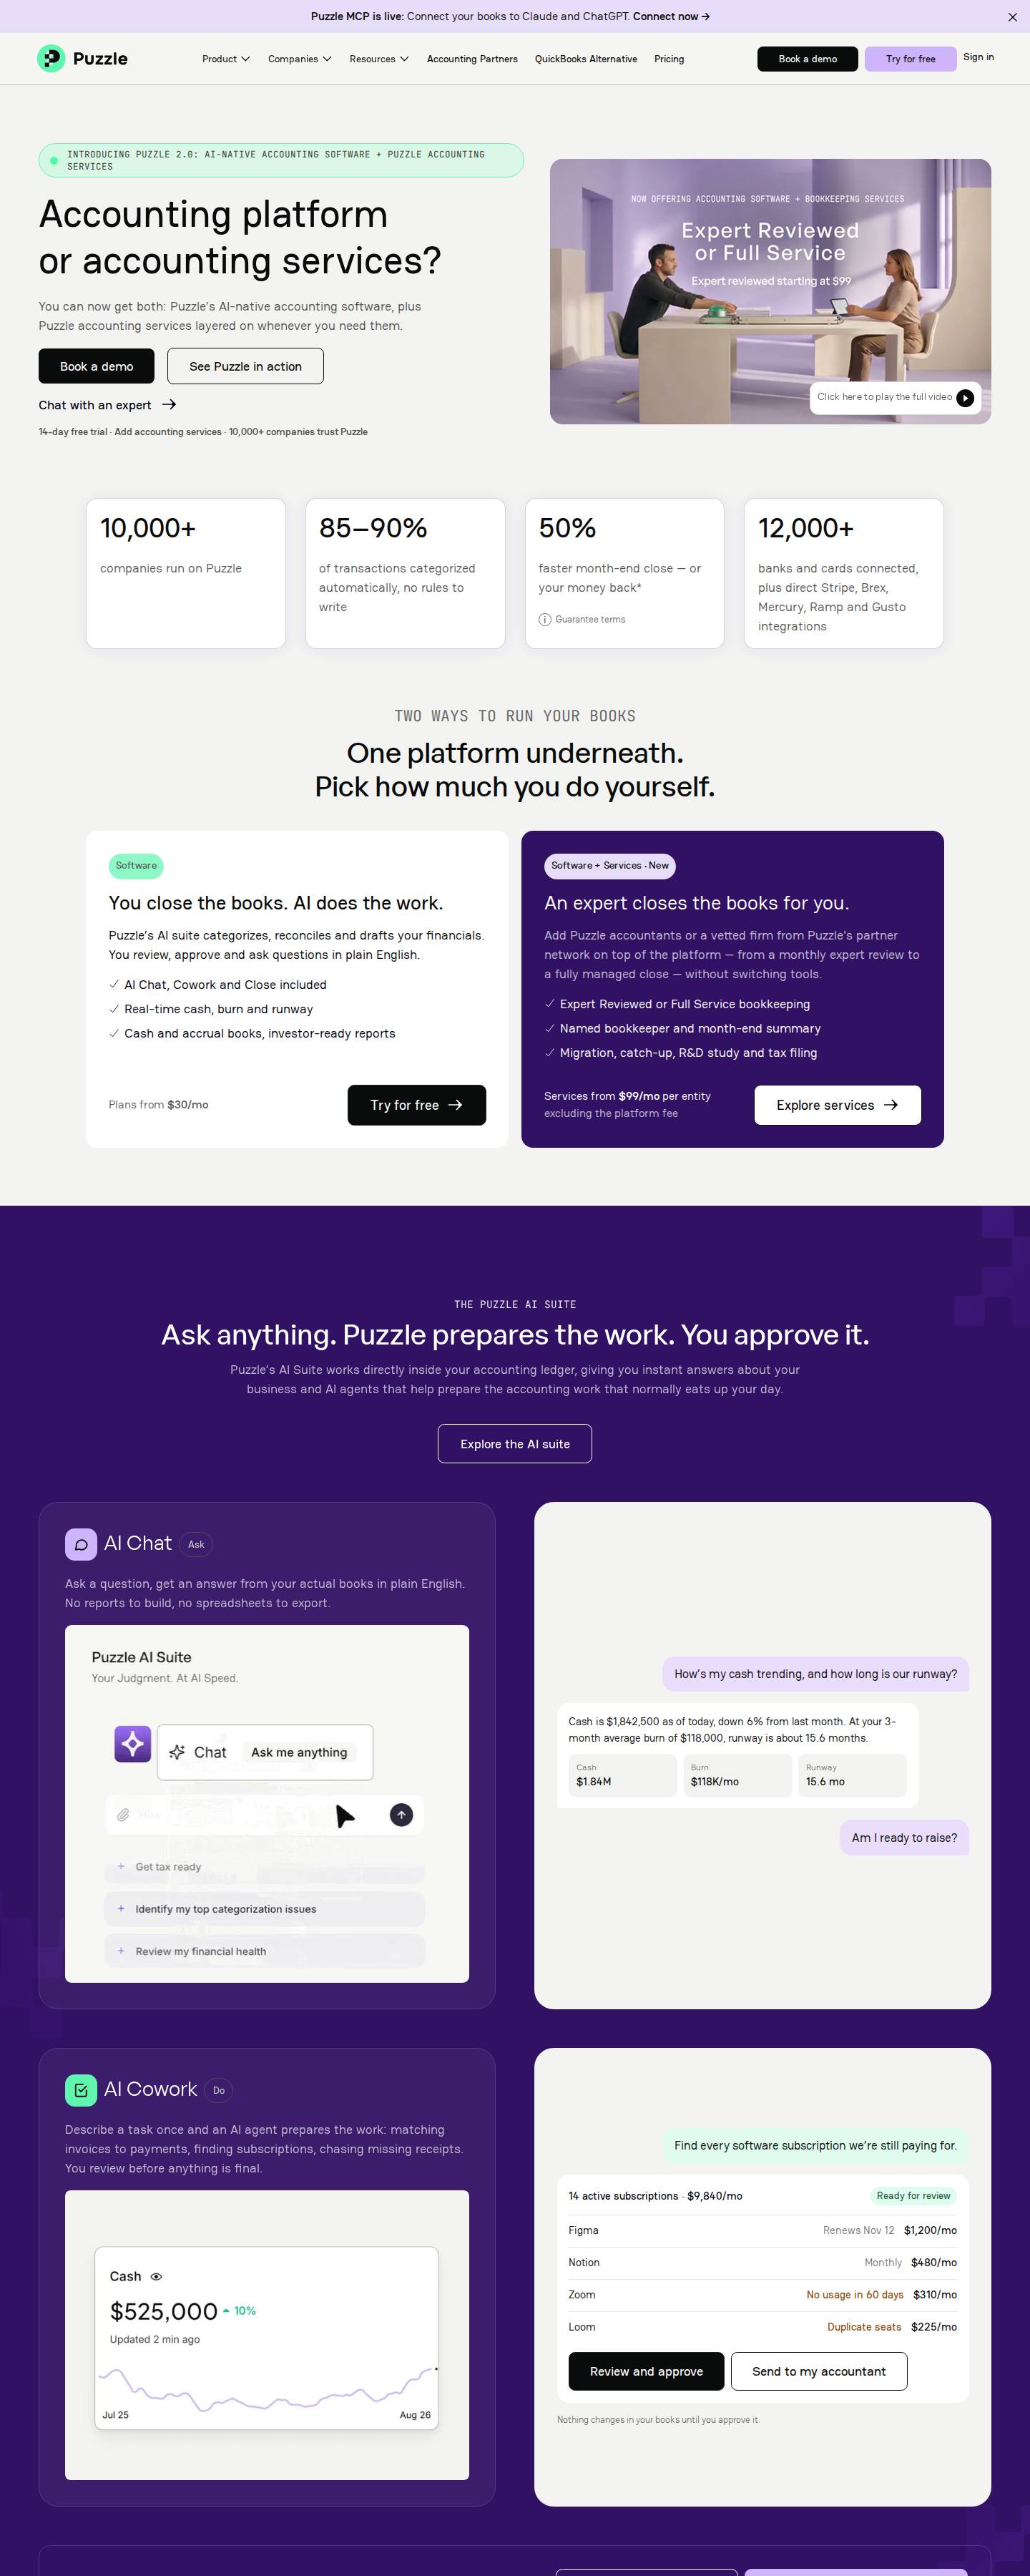 Puzzle MCP is live: Connect your books to Claude and ChatGPT. Connect now →
Puzzle
Product
Companies
Resources
Accounting Partners
QuickBooks Alternative
Pricing
Book a demo
Try for free
Sign in
INTRODUCING PUZZLE 2.0: AI-NATIVE ACCOUNTING SOFTWARE + PUZZLE ACCOUNTING
SERVICES
Accounting platform
or accounting services?
You can now get both: Puzzle's AI-native accounting software, plus
Puzzle accounting services layered on whenever you need them.
Book a demo
See Puzzle in action
Chat with an expert →
14-day free trial · Add accounting services · 10,000+ companies trust Puzzle
NOW OFFERING ACCOUNTING SOFTWARE + BOOKKEEPING SERVICES
Expert Reviewed
or Full Service
Expert reviewed starting at $99
Click here to play the full video
10,000+
companies run on Puzzle
85–90%
of transactions categorized
automatically, no rules to
write
50%
faster month-end close — or
your money back*
Guarantee terms
12,000+
banks and cards connected,
plus direct Stripe, Brex,
Mercury, Ramp and Gusto
integrations
TWO WAYS TO RUN YOUR BOOKS
One platform underneath.
Pick how much you do yourself.
Software
You close the books. AI does the work.
Puzzle's AI suite categorizes, reconciles and drafts your financials.
You review, approve and ask questions in plain English.
AI Chat, Cowork and Close included
Real-time cash, burn and runway
Cash and accrual books, investor-ready reports
Plans from $30/mo
Try for free →
Software + Services · New
An expert closes the books for you.
Add Puzzle accountants or a vetted firm from Puzzle's partner
network on top of the platform — from a monthly expert review to
a fully managed close — without switching tools.
Expert Reviewed or Full Service bookkeeping
Named bookkeeper and month-end summary
Migration, catch-up, R&D study and tax filing
Services from $99/mo per entity
excluding the platform fee
Explore services →
THE PUZZLE AI SUITE
Ask anything. Puzzle prepares the work. You approve it.
Puzzle's AI Suite works directly inside your accounting ledger, giving you instant answers about your
business and AI agents that help prepare the accounting work that normally eats up your day.
Explore the AI suite
AI Chat
Ask
Ask a question, get an answer from your actual books in plain English.
No reports to build, no spreadsheets to export.
Puzzle AI Suite
Your Judgment. At AI Speed.
Chat
Ask me anything
Get tax ready
Identify my top categorization issues
Review my financial health
How's my cash trending, and how long is our runway?
Cash is $1,842,500 as of today, down 6% from last month. At your 3-
month average burn of $118,000, runway is about 15.6 months.
Cash
$1.84M
Burn
$118K/mo
Runway
15.6 mo
Am I ready to raise?
AI Cowork
Do
Describe a task once and an AI agent prepares the work: matching
invoices to payments, finding subscriptions, chasing missing receipts.
You review before anything is final.
Cash
$525,000
10%
Updated 2 min ago
Jul 25
Aug 26
Find every software subscription we're still paying for.
14 active subscriptions · $9,840/mo
Ready for review
Figma
Renews Nov 12 $1,200/mo
Notion
Monthly $480/mo
Zoom
No usage in 60 days $310/mo
Loom
Duplicate seats $225/mo
Review and approve
Send to my accountant
Nothing changes in your books until you approve it.